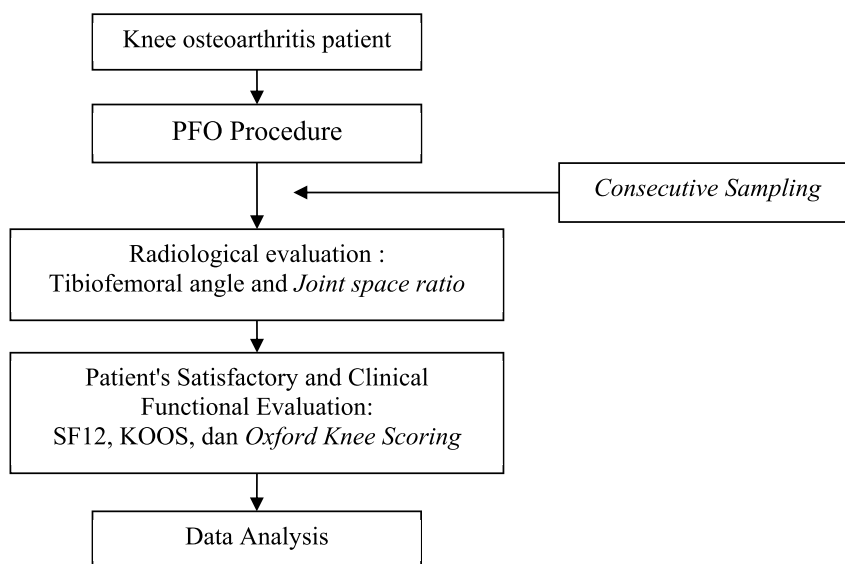 Knee osteoarthritis patient
PFO Procedure
Consecutive Sampling
Radiological evaluation :
Tibiofemoral angle and Joint space ratio
Patient's Satisfactory and Clinical
Functional Evaluation:
SF12, KOOS, dan Oxford Knee Scoring
Data Analysis